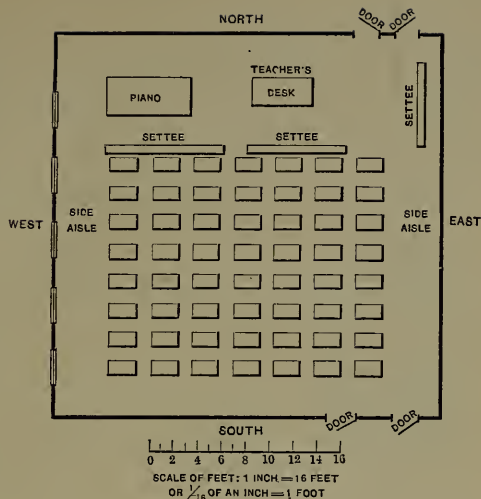 NORTH
DOOR DOOR
TEACHER'S
DESK
PIANO
SETTEE
SETTEE SETTEE
WEST
SIDE
AISLE
SIDE
AISLE
EAST
DOOR DOOR
SOUTH
0 2 4 6 8 10 12 14 16
SCALE OF FEET: 1 INCH = 16 FEET
OR 1/16 OF AN INCH = 1 FOOT